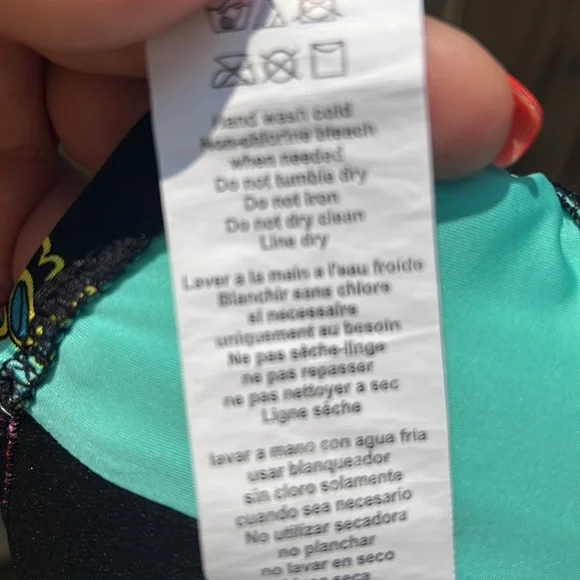 Hand wash cold
Non-chlorine bleach
when needed
Do not tumble dry
Do not iron
Do not dry clean
Line dry
Laver a la main a l'eau froide
Blanchir sans chlore
si necessaire
uniquement au besoin
Ne pas sèche-linge
ne pas repasser
ne pas nettoyer a sec
Ligne sèche
lavar a mano con agua fria
usar blanqueador
sin cloro solamente
cuando sea necesario
No utilizar secadora
no planchar
no lavar en seco
seca